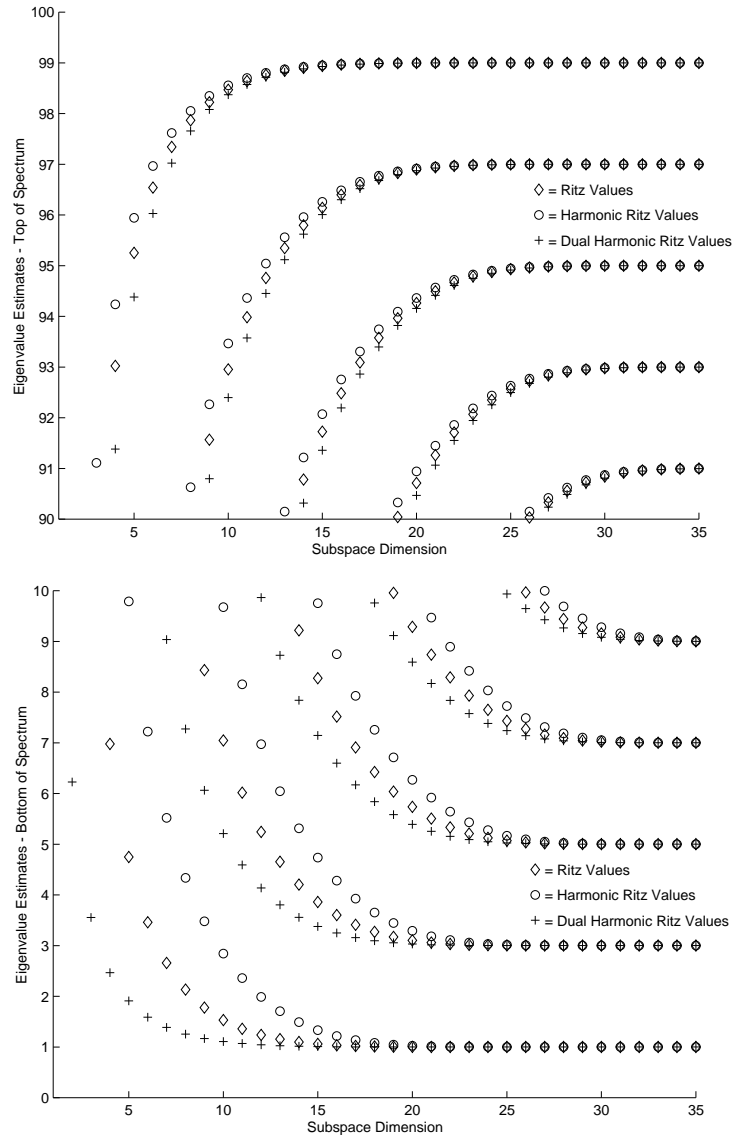 100
99
98
97
96
95
94
93
92
91
90
Eigenvalue Estimates - Top of Spectrum
◇ = Ritz Values
○ = Harmonic Ritz Values
+ = Dual Harmonic Ritz Values
5 10 15 20 25 30 35
Subspace Dimension
10
9
8
7
6
5
4
3
2
1
0
Eigenvalue Estimates - Bottom of Spectrum
◇ = Ritz Values
○ = Harmonic Ritz Values
+ = Dual Harmonic Ritz Values
5 10 15 20 25 30 35
Subspace Dimension